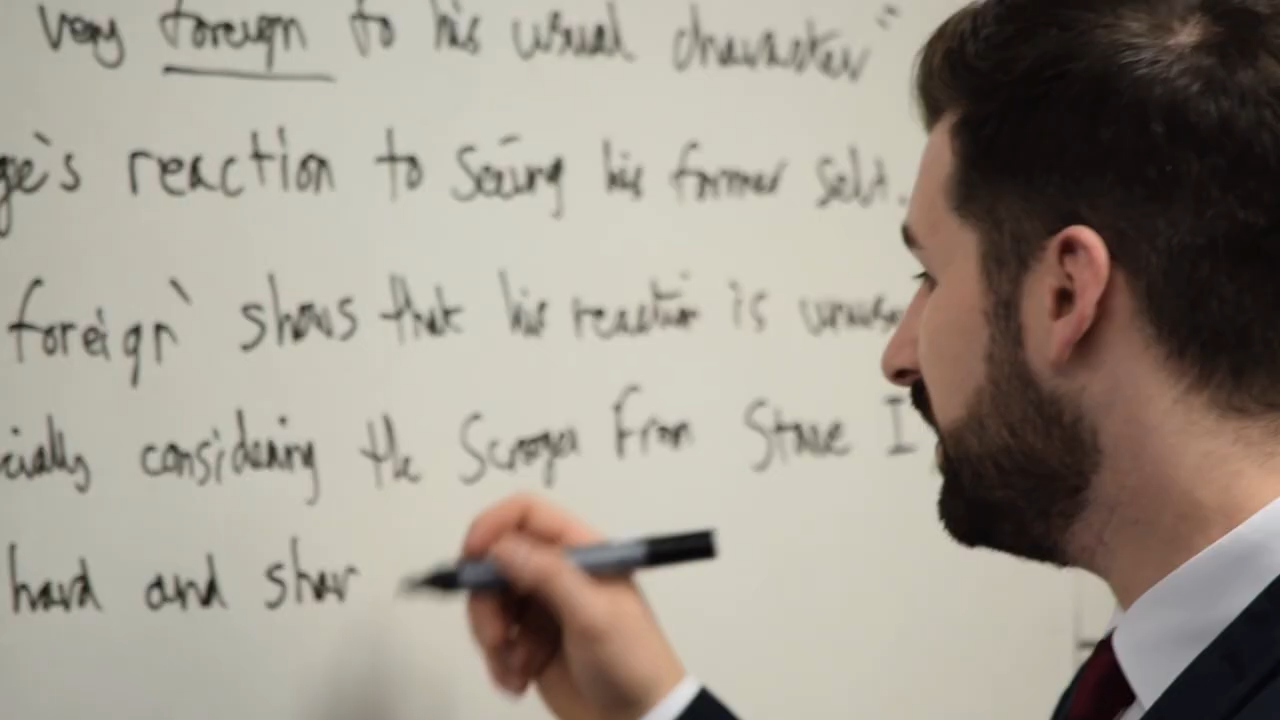 very foreign to his usual character"
ge's reaction to seeing his former self.
foreign' shows that his reaction is unusu
cially considering the Scrooge from Stave I
hard and shar